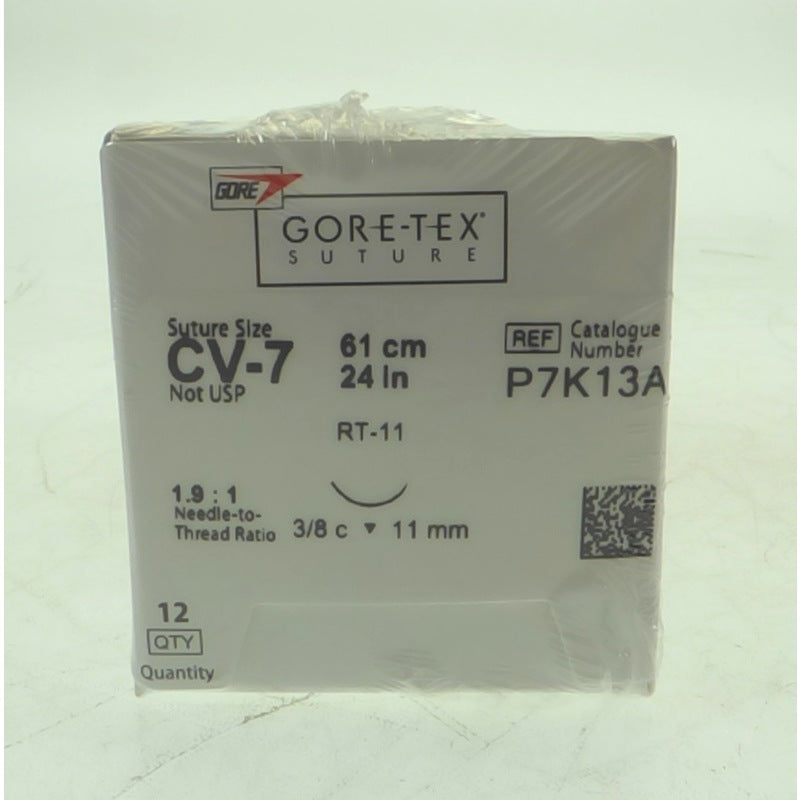 GORE
GORE-TEX®
SUTURE
Suture Size
CV-7
Not USP
61 cm
24 in
REF
Catalogue
Number
P7K13A
RT-11
1.9 : 1
Needle-to-
Thread Ratio
3/8 c ▼ 11 mm
12
QTY
Quantity